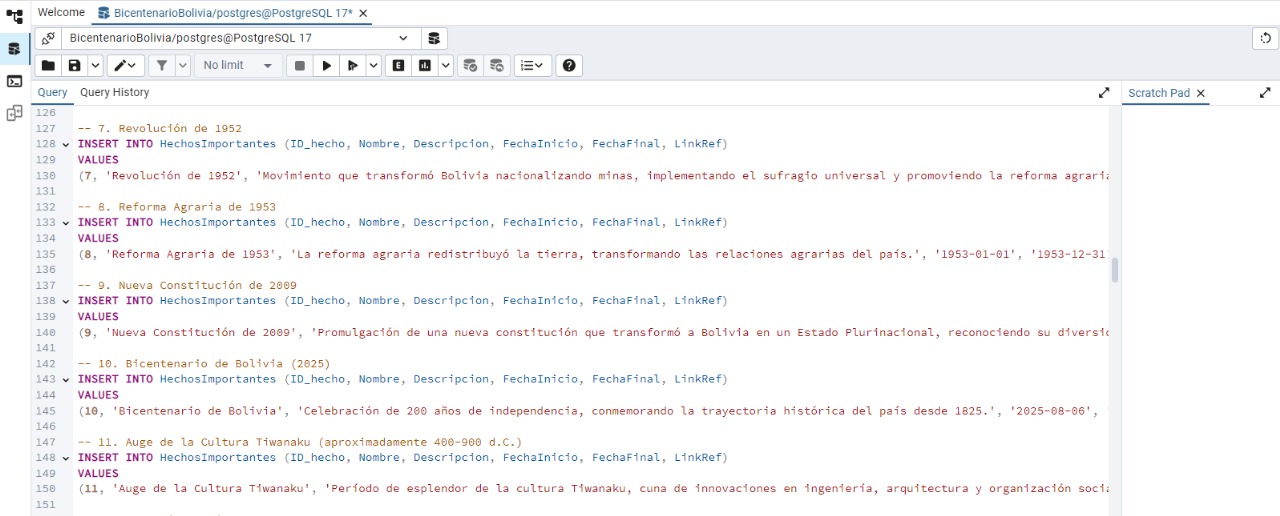 Welcome BicentenarioBolivia/postgres@PostgreSQL 17*
BicentenarioBolivia/postgres@PostgreSQL 17
No limit
Query Query History Scratch Pad
126
127 -- 7. Revolución de 1952
128 INSERT INTO HechosImportantes (ID_hecho, Nombre, Descripcion, FechaInicio, FechaFinal, LinkRef)
129 VALUES
130 (7, 'Revolución de 1952', 'Movimiento que transformó Bolivia nacionalizando minas, implementando el sufragio universal y promoviendo la reforma agraria
131
132 -- 8. Reforma Agraria de 1953
133 INSERT INTO HechosImportantes (ID_hecho, Nombre, Descripcion, FechaInicio, FechaFinal, LinkRef)
134 VALUES
135 (8, 'Reforma Agraria de 1953', 'La reforma agraria redistribuyó la tierra, transformando las relaciones agrarias del país.', '1953-01-01', '1953-12-31'
136
137 -- 9. Nueva Constitución de 2009
138 INSERT INTO HechosImportantes (ID_hecho, Nombre, Descripcion, FechaInicio, FechaFinal, LinkRef)
139 VALUES
140 (9, 'Nueva Constitución de 2009', 'Promulgación de una nueva constitución que transformó a Bolivia en un Estado Plurinacional, reconociendo su diversid
141
142 -- 10. Bicentenario de Bolivia (2025)
143 INSERT INTO HechosImportantes (ID_hecho, Nombre, Descripcion, FechaInicio, FechaFinal, LinkRef)
144 VALUES
145 (10, 'Bicentenario de Bolivia', 'Celebración de 200 años de independencia, conmemorando la trayectoria histórica del país desde 1825.', '2025-08-06', '
146
147 -- 11. Auge de la Cultura Tiwanaku (aproximadamente 400-900 d.C.)
148 INSERT INTO HechosImportantes (ID_hecho, Nombre, Descripcion, FechaInicio, FechaFinal, LinkRef)
149 VALUES
150 (11, 'Auge de la Cultura Tiwanaku', 'Período de esplendor de la cultura Tiwanaku, cuna de innovaciones en ingeniería, arquitectura y organización socia
151